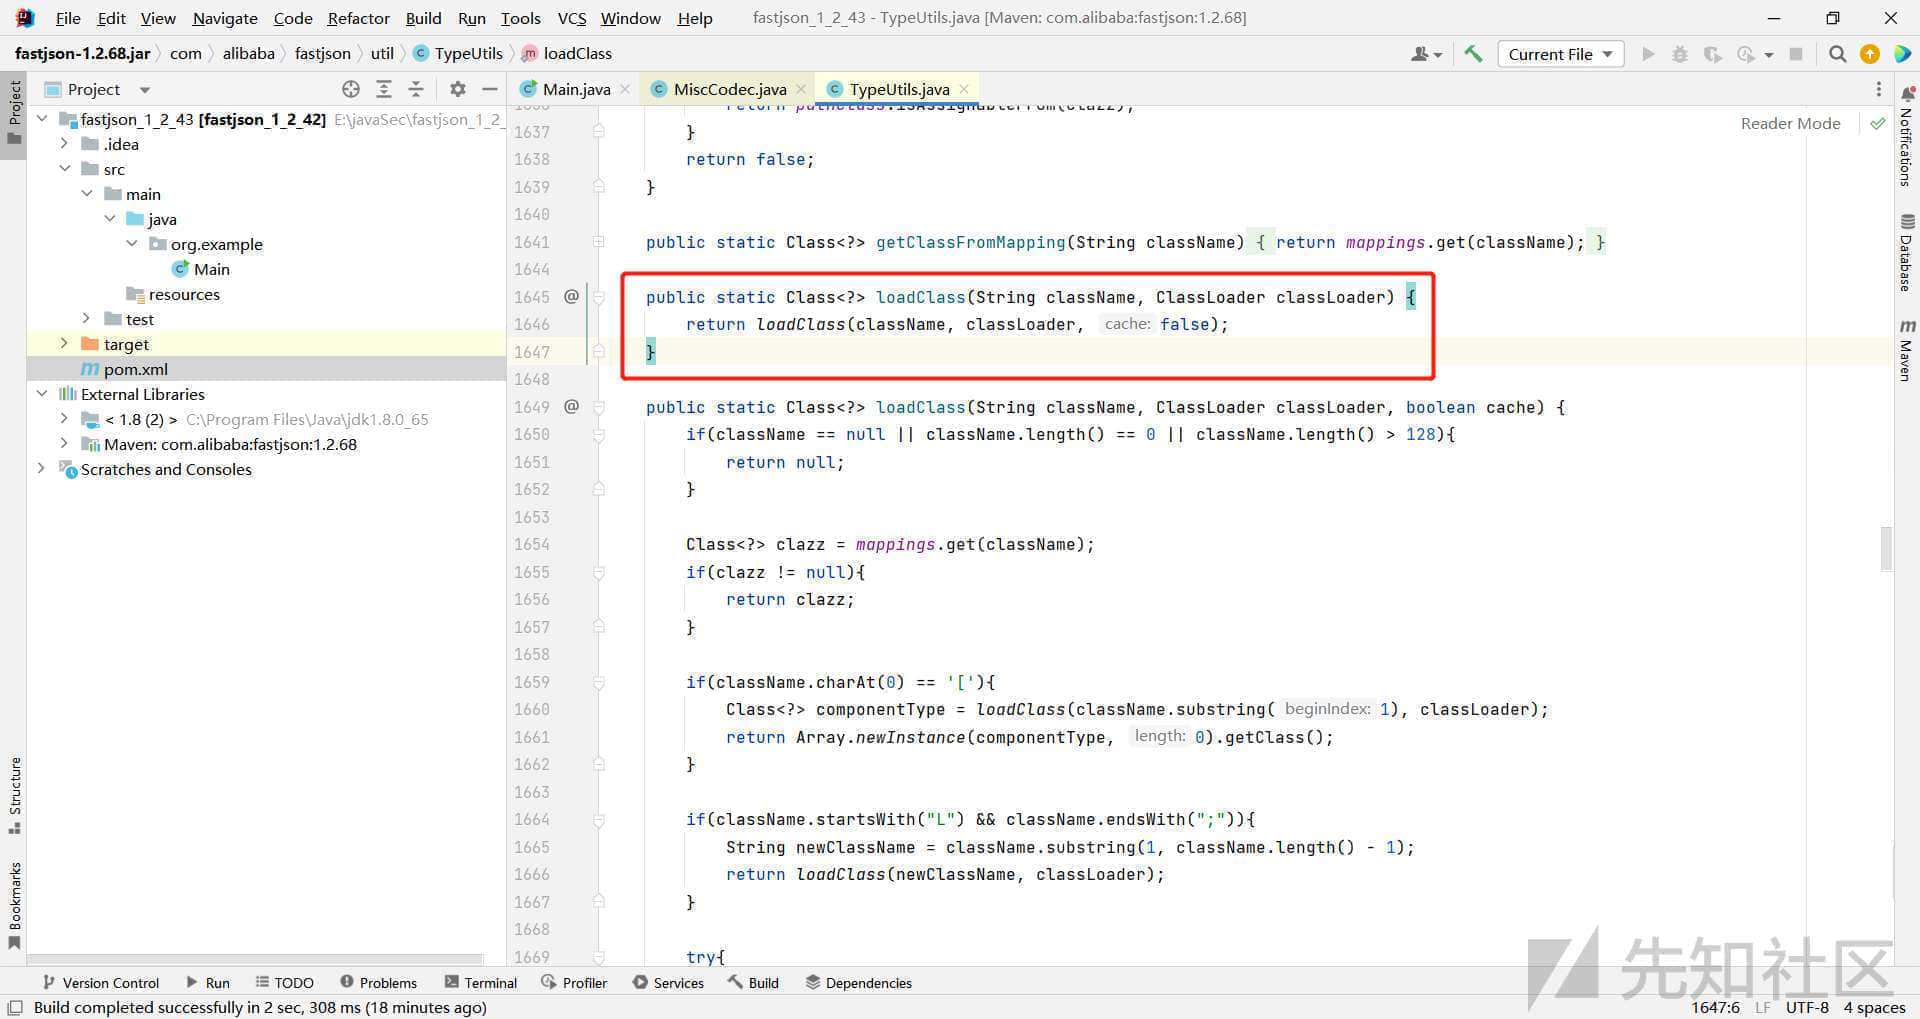 File Edit View Navigate Code Refactor Build Run Tools VCS Window Help fastjson_1_2_43 - TypeUtils.java [Maven: com.alibaba:fastjson:1.2.68]
fastjson-1.2.68.jar com alibaba fastjson util TypeUtils loadClass Current File
Project
Main.java MiscCodec.java TypeUtils.java
Reader Mode
Project
Structure
Bookmarks
Notifications
Database
Maven
fastjson_1_2_43 [fastjson_1_2_42] E:\javaSec\fastjson_1_2_
.idea
src
main
java
org.example
Main
resources
test
target
pom.xml
External Libraries
< 1.8 (2) > C:\Program Files\Java\jdk1.8.0_65
Maven: com.alibaba:fastjson:1.2.68
Scratches and Consoles
1636 return pathClass.isAssignableFrom(clazz);
1637 }
1638 return false;
1639 }
1640
1641 public static Class<?> getClassFromMapping(String className) { return mappings.get(className); }
1644
1645 @ public static Class<?> loadClass(String className, ClassLoader classLoader) {
1646 return loadClass(className, classLoader, cache: false);
1647 }
1648
1649 @ public static Class<?> loadClass(String className, ClassLoader classLoader, boolean cache) {
1650 if(className == null || className.length() == 0 || className.length() > 128){
1651 return null;
1652 }
1653
1654 Class<?> clazz = mappings.get(className);
1655 if(clazz != null){
1656 return clazz;
1657 }
1658
1659 if(className.charAt(0) == '['){
1660 Class<?> componentType = loadClass(className.substring( beginIndex: 1), classLoader);
1661 return Array.newInstance(componentType, length: 0).getClass();
1662 }
1663
1664 if(className.startsWith("L") && className.endsWith(";")){
1665 String newClassName = className.substring(1, className.length() - 1);
1666 return loadClass(newClassName, classLoader);
1667 }
1668
1669 try{
先知社区
Version Control Run TODO Problems Terminal Profiler Services Build Dependencies
Build completed successfully in 2 sec, 308 ms (18 minutes ago) 1647:6 LF UTF-8 4 spaces